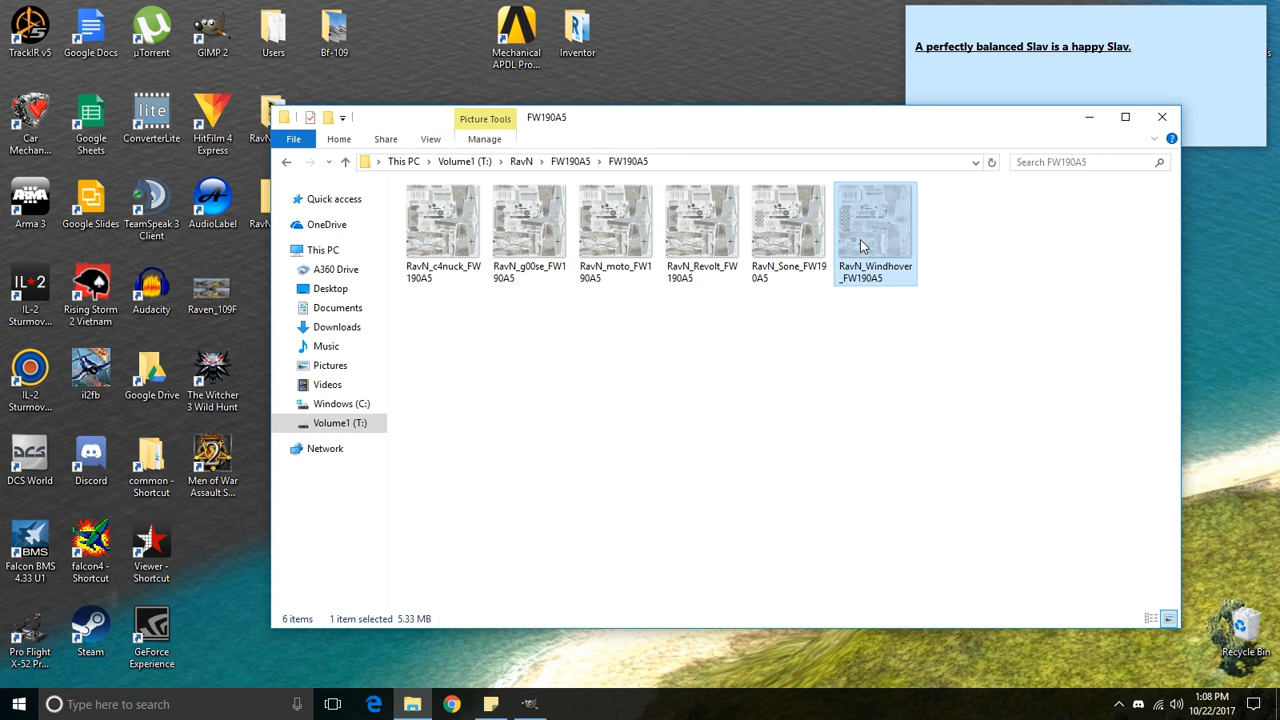 TrackIR v5
Google Docs
µTorrent
GIMP 2
Users
Bf-109
Mechanical
APDL Pro...
Inventor
A perfectly balanced Slav is a happy Slav.
Car
Mechan...
Google
Sheets
lite
ConverterLite
HitFilm 4
Express
Picture Tools
FW190A5
File
Home
Share
View
Manage
This PC
Volume1 (T:)
RavN
FW190A5
FW190A5
Search FW190A5
ARMA
Arma 3
Google Slides
TeamSpeak 3
Client
AudioLabel
RavN
Quick access
OneDrive
This PC
A360 Drive
Desktop
Documents
Downloads
Music
Pictures
Videos
Windows (C:)
Volume1 (T:)
Network
RavN_c4nuck_FW
190A5
RavN_g00se_FW1
90A5
RavN_moto_FW1
90A5
RavN_Revolt_FW
190A5
RavN_Sone_FW19
0A5
RavN_Windhover
_FW190A5
IL★2
IL-2
Sturmov...
Rising Storm
2 Vietnam
Audacity
Raven_109F
IL-2
Sturmov...
il2fb
Google Drive
The Witcher
3 Wild Hunt
DCS
DCS World
Discord
common -
Shortcut
Men of War
Assault S...
BMS
Falcon BMS
4.33 U1
falcon4 -
Shortcut
Viewer -
Shortcut
Pro Flight
X-52 Pr...
Steam
GeForce
Experience
6 items
1 item selected 5.33 MB
Recycle Bin
Type here to search
1:08 PM
10/22/2017